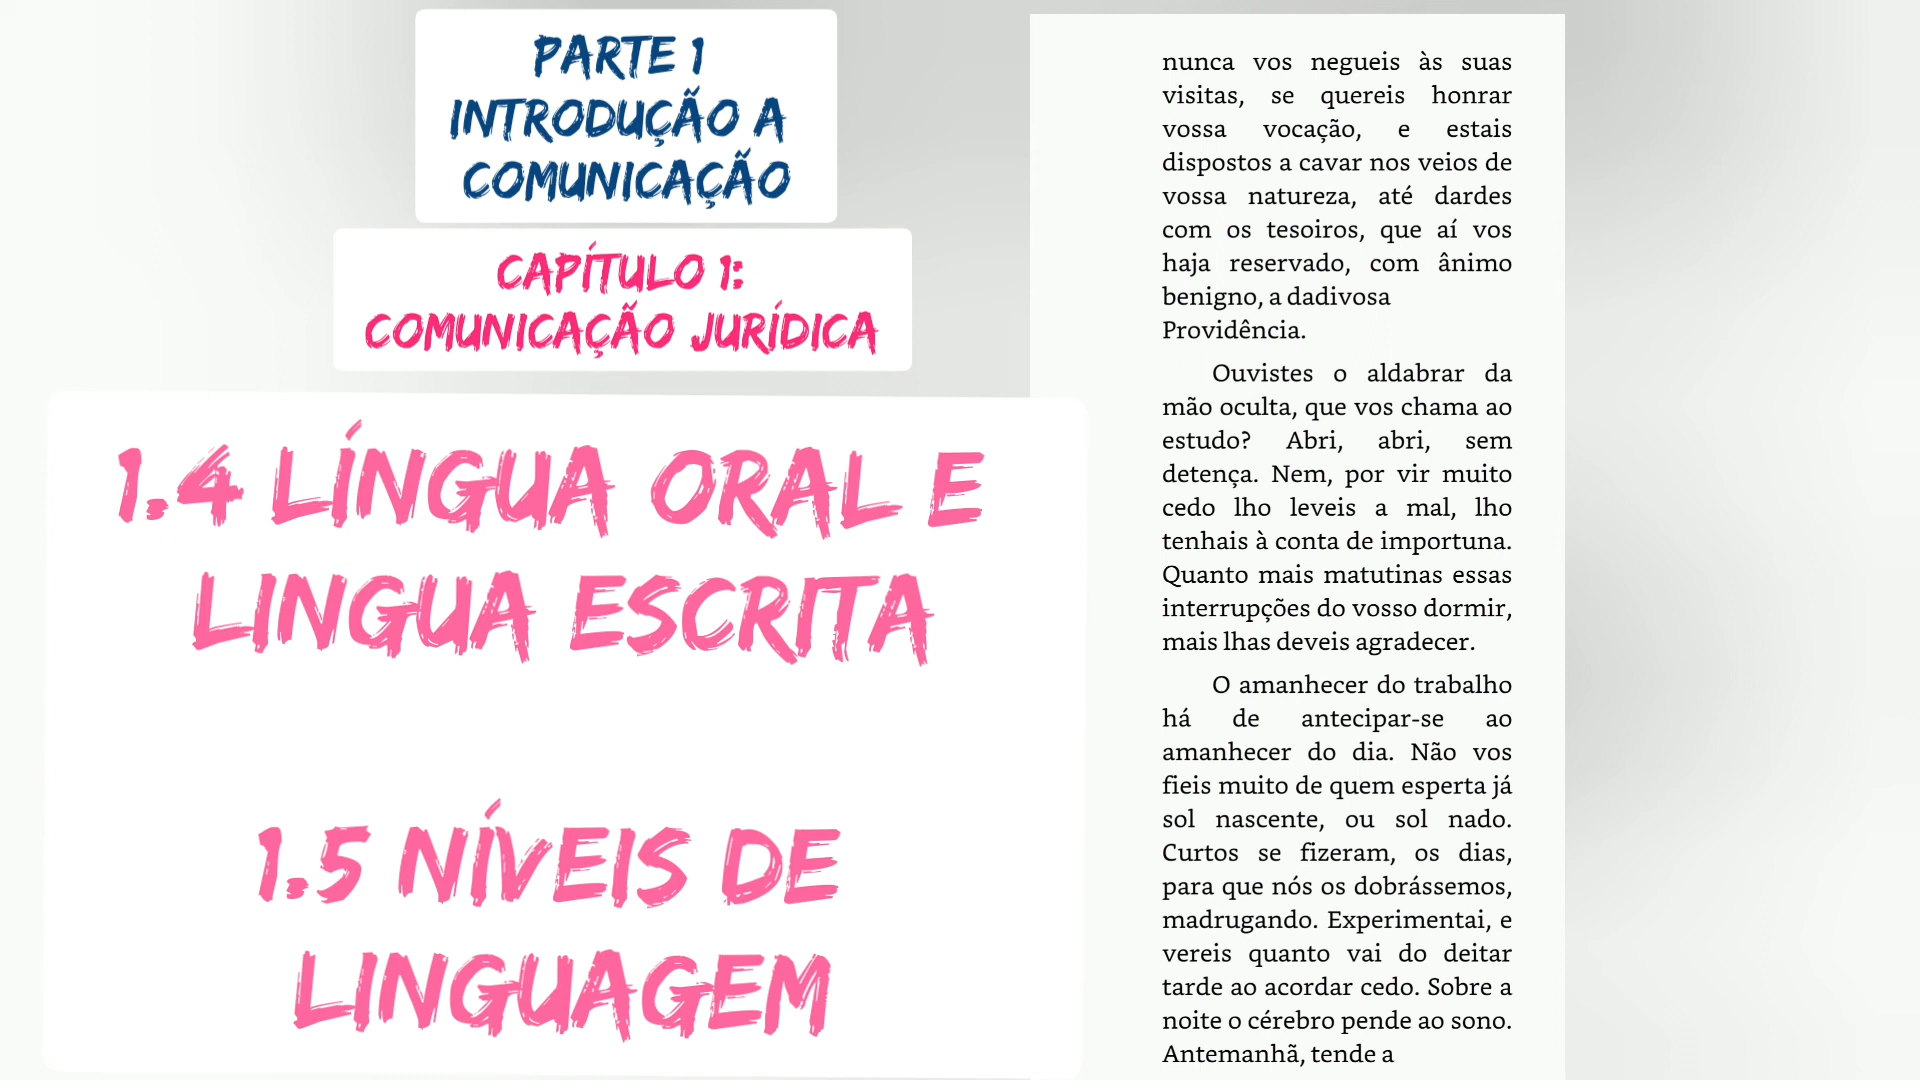 PARTE 1
INTRODUÇÃO A
COMUNICAÇÃO
CAPÍTULO 1:
COMUNICAÇÃO JURÍDICA
1.4 LÍNGUA ORAL E
LINGUA ESCRITA
1.5 NÍVEIS DE
LINGUAGEM
nunca vos negueis às suas
visitas, se quereis honrar
vossa vocação, e estais
dispostos a cavar nos veios de
vossa natureza, até dardes
com os tesoiros, que aí vos
haja reservado, com ânimo
benigno, a dadivosa
Providência.
Ouvistes o aldabrar da
mão oculta, que vos chama ao
estudo? Abri, abri, sem
detença. Nem, por vir muito
cedo lho leveis a mal, lho
tenhais à conta de importuna.
Quanto mais matutinas essas
interrupções do vosso dormir,
mais lhas deveis agradecer.
O amanhecer do trabalho
há de antecipar-se ao
amanhecer do dia. Não vos
fieis muito de quem esperta já
sol nascente, ou sol nado.
Curtos se fizeram, os dias,
para que nós os dobrássemos,
madrugando. Experimentai, e
vereis quanto vai do deitar
tarde ao acordar cedo. Sobre a
noite o cérebro pende ao sono.
Antemanhã, tende a